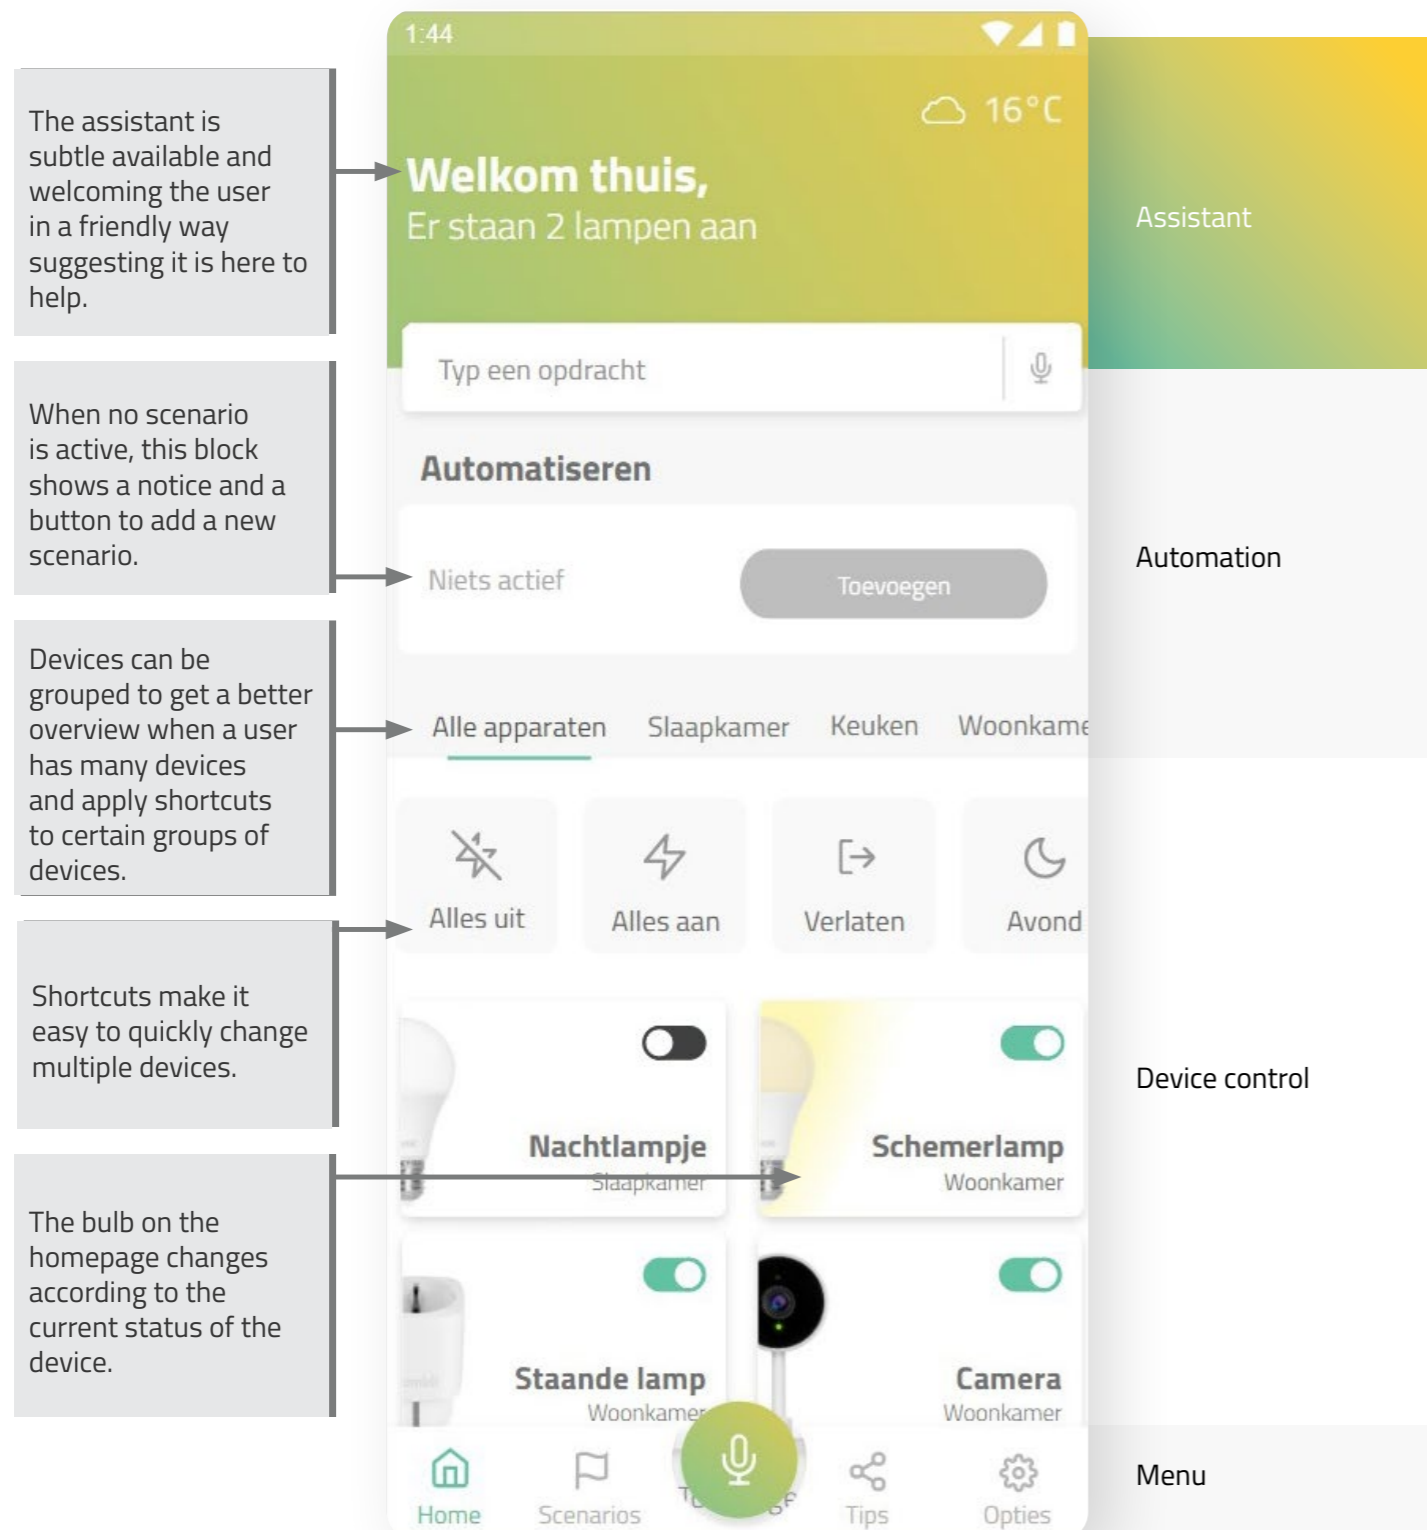 The assistant is
subtle available and
welcoming the user
in a friendly way
suggesting it is here to
help.
When no scenario
is active, this block
shows a notice and a
button to add a new
scenario.
Devices can be
grouped to get a better
overview when a user
has many devices
and apply shortcuts
to certain groups of
devices.
Shortcuts make it
easy to quickly change
multiple devices.
The bulb on the
homepage changes
according to the
current status of the
device.
1:44
16°C
Welkom thuis,
Er staan 2 lampen aan
Typ een opdracht
Automatiseren
Niets actief
Toevoegen
Alle apparaten
Slaapkamer
Keuken
Woonkame
Alles uit
Alles aan
Verlaten
Avond
Nachtlampje
Slaapkamer
Schemerlamp
Woonkamer
Staande lamp
Woonkamer
Camera
Woonkamer
Home
Scenarios
Tips
Opties
Assistant
Automation
Device control
Menu